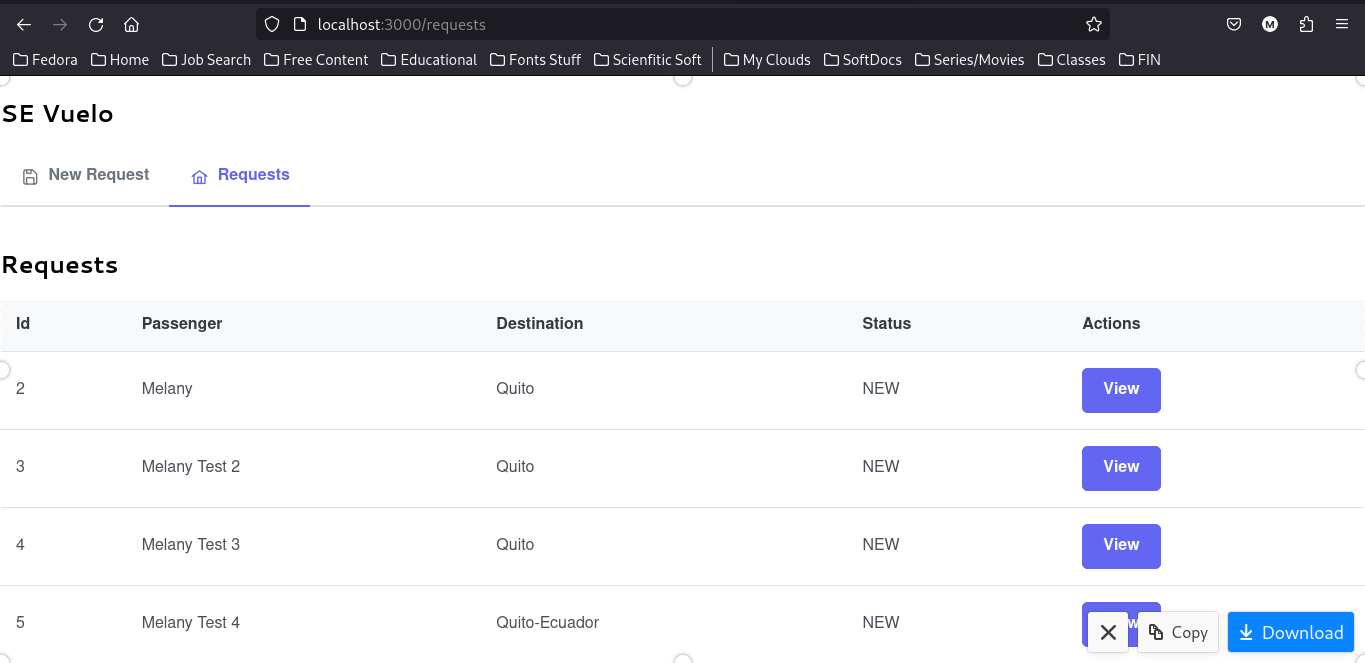 localhost:3000/requests
M
Fedora Home Job Search Free Content Educational Fonts Stuff Scienfitic Soft My Clouds SoftDocs Series/Movies Classes FIN
SE Vuelo
New Request Requests
Requests
Id Passenger Destination Status Actions
2 Melany Quito NEW View
3 Melany Test 2 Quito NEW View
4 Melany Test 3 Quito NEW View
5 Melany Test 4 Quito-Ecuador NEW
Copy Download